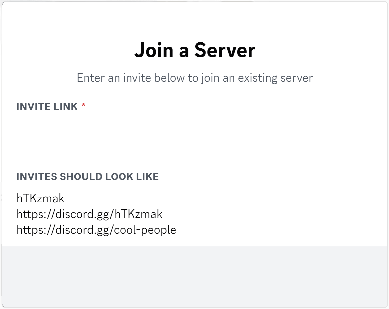 Join a Server
Enter an invite below to join an existing server
INVITE LINK *
INVITES SHOULD LOOK LIKE
hTKzmak
https://discord.gg/hTKzmak
https://discord.gg/cool-people